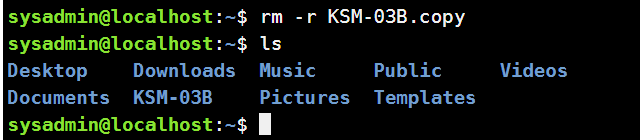 sysadmin@localhost:~$ rm -r KSM-03B.copy
sysadmin@localhost:~$ ls
Desktop    Downloads  Music     Public     Videos
Documents  KSM-03B    Pictures  Templates
sysadmin@localhost:~$